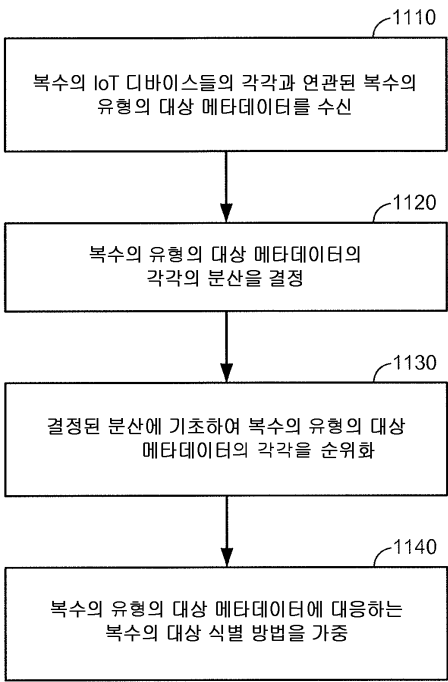 1110
복수의 IoT 디바이스들의 각각과 연관된 복수의
유형의 대상 메타데이터를 수신
1120
복수의 유형의 대상 메타데이터의
각각의 분산을 결정
1130
결정된 분산에 기초하여 복수의 유형의 대상
메타데이터의 각각을 순위화
1140
복수의 유형의 대상 메타데이터에 대응하는
복수의 대상 식별 방법을 가중